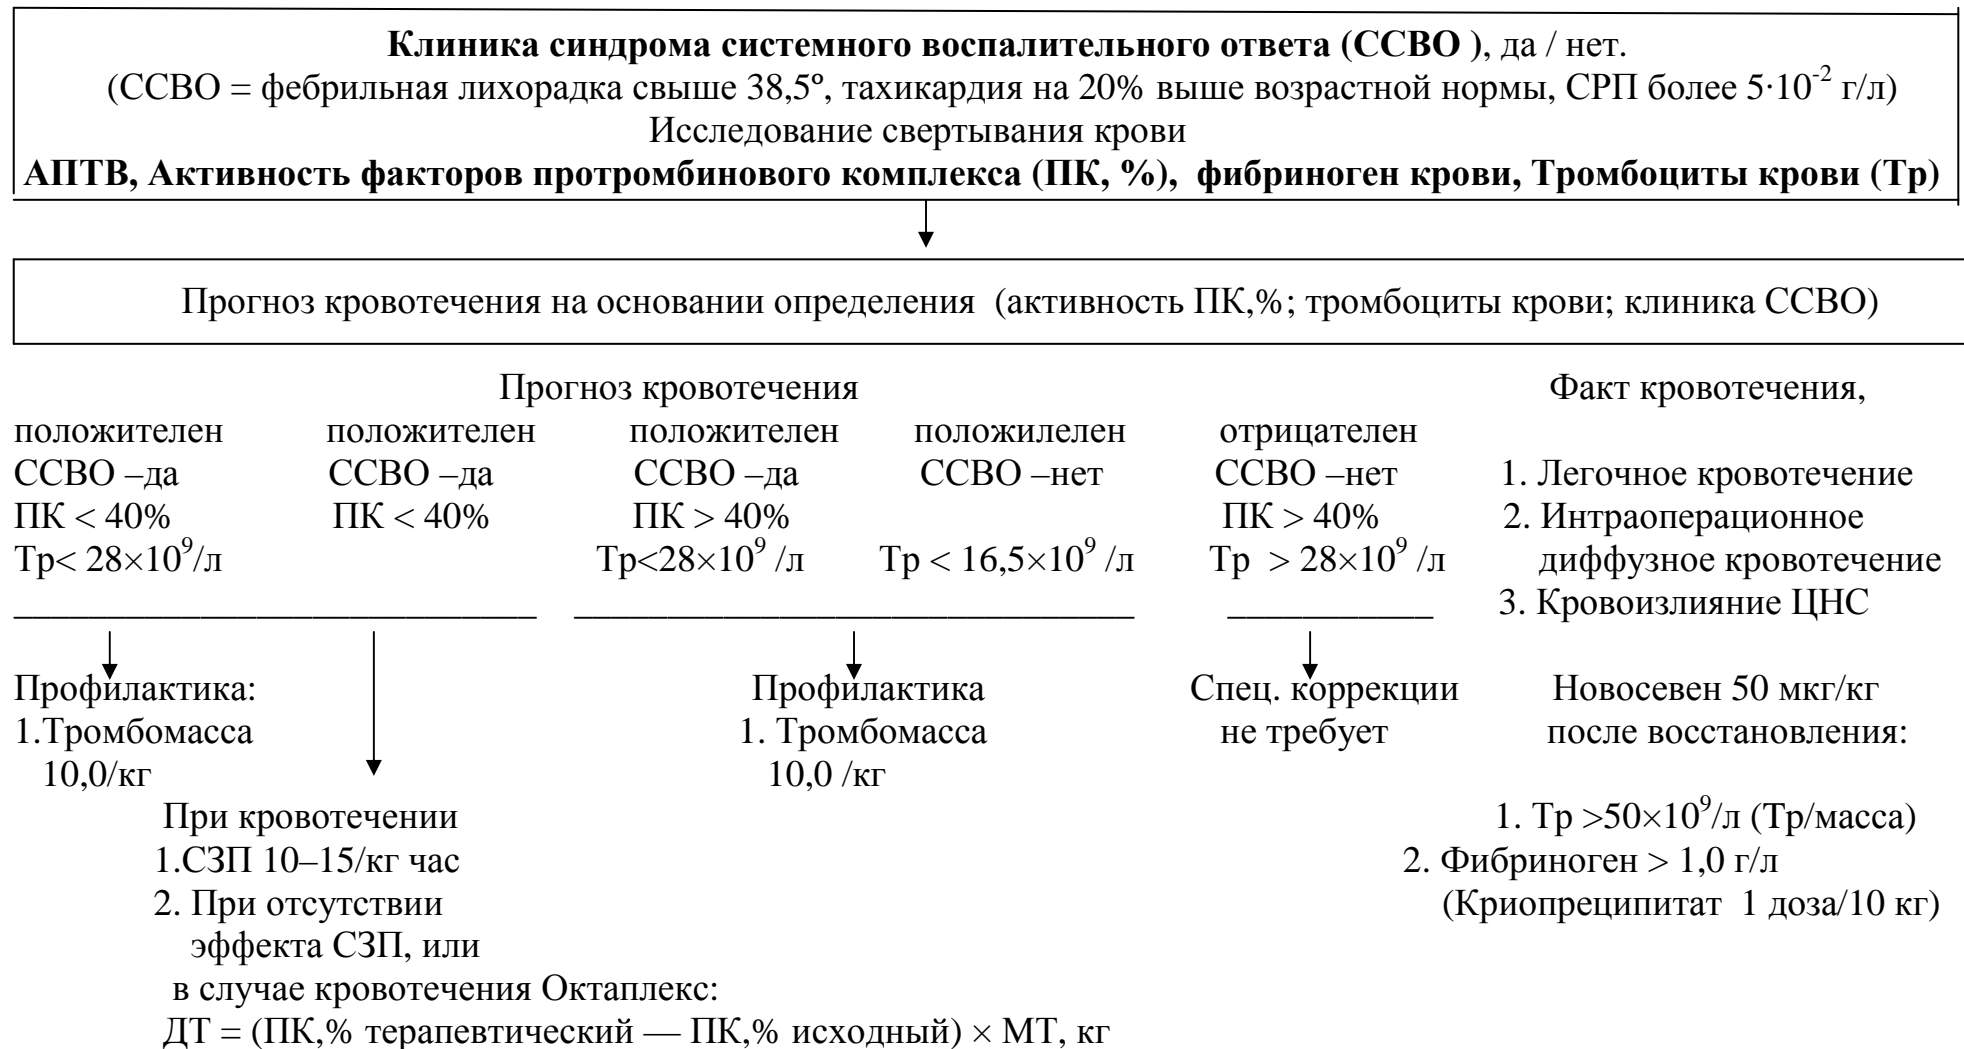 Клиника синдрома системного воспалительного ответа (ССВО ), да / нет.
(ССВО = фебрильная лихорадка свыше 38,5º, тахикардия на 20% выше возрастной нормы, СРП более 5·10⁻² г/л)
Исследование свертывания крови
АПТВ, Активность факторов протромбинового комплекса (ПК, %), фибриноген крови, Тромбоциты крови (Тр)
Прогноз кровотечения на основании определения (активность ПК,%; тромбоциты крови; клиника ССВО)
Прогноз кровотечения Факт кровотечения,
положителен положителен положителен положилелен отрицателен
ССВО –да ССВО –да ССВО –да ССВО –нет ССВО –нет 1. Легочное кровотечение
ПК < 40% ПК < 40% ПК > 40% ПК > 40% 2. Интраоперационное
Тр< 28×10⁹/л Тр<28×10⁹ /л Тр < 16,5×10⁹ /л Тр > 28×10⁹ /л диффузное кровотечение
3. Кровоизлияние ЦНС
Профилактика: Профилактика Спец. коррекции Новосевен 50 мкг/кг
1.Тромбомасса 1. Тромбомасса не требует после восстановления:
10,0/кг 10,0 /кг
При кровотечении 1. Тр >50×10⁹/л (Тр/масса)
1.СЗП 10–15/кг час 2. Фибриноген > 1,0 г/л
2. При отсутствии (Криопреципитат 1 доза/10 кг)
эффекта СЗП, или
в случае кровотечения Октаплекс:
ДТ = (ПК,% терапевтический — ПК,% исходный) × МТ, кг